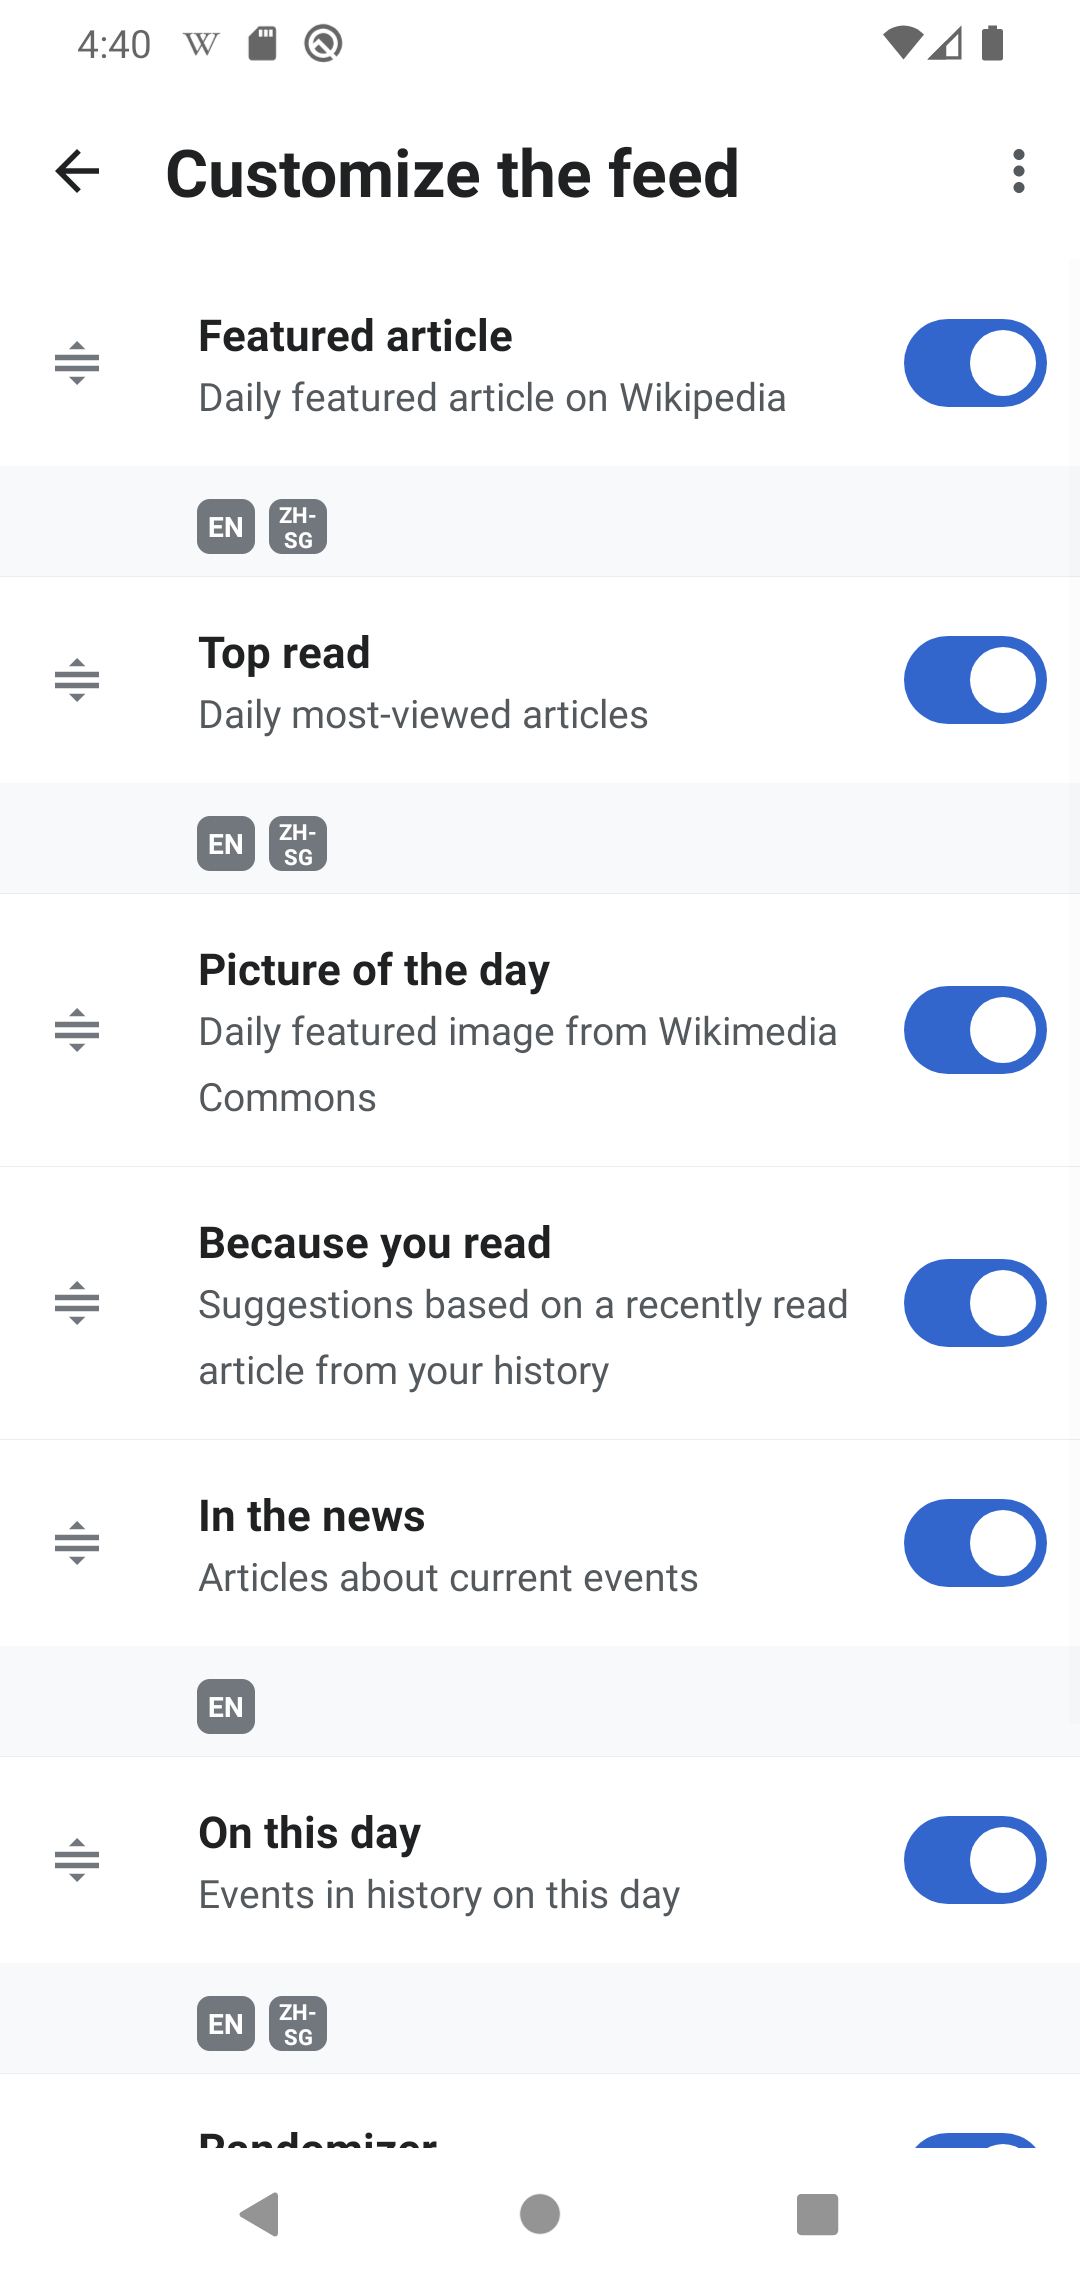 4:40
W
Customize the feed
Featured article
Daily featured article on Wikipedia
EN ZH-
SG
Top read
Daily most-viewed articles
EN ZH-
SG
Picture of the day
Daily featured image from Wikimedia
Commons
Because you read
Suggestions based on a recently read
article from your history
In the news
Articles about current events
EN
On this day
Events in history on this day
EN ZH-
SG
Randomizer